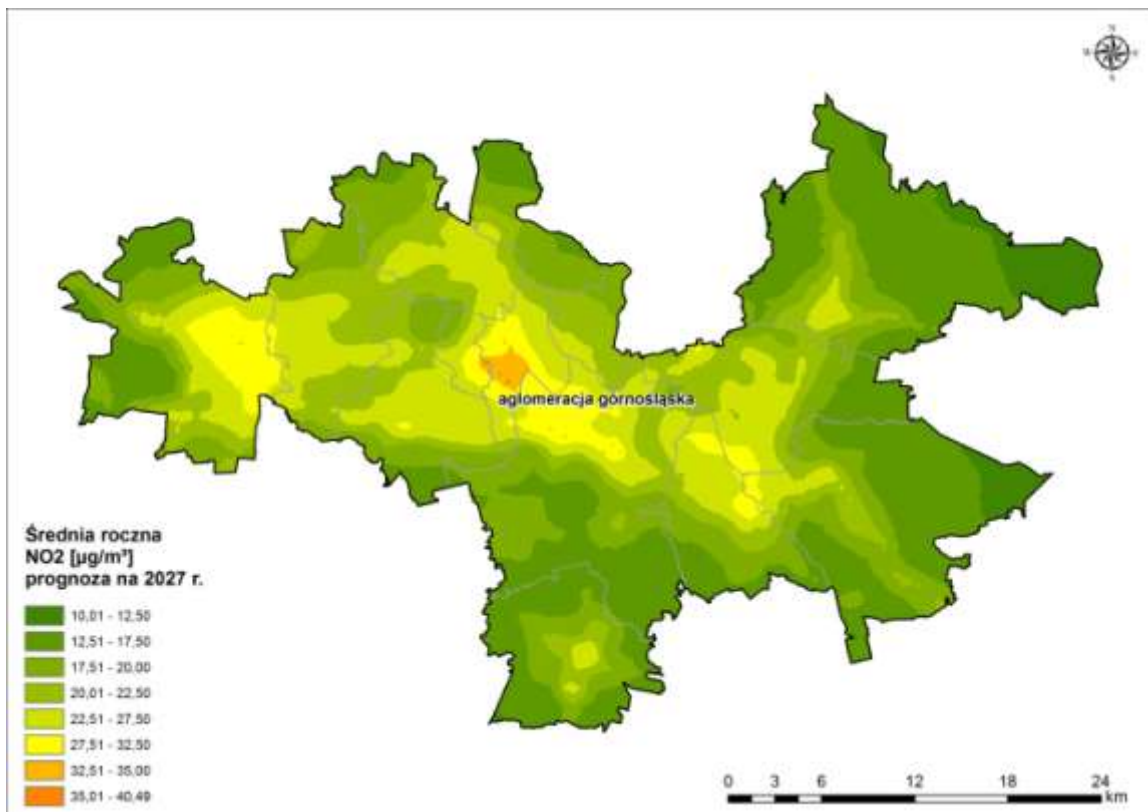 N
aglomeracja górnośląska
Średnia roczna
NO2 [µg/m³]
prognoza na 2027 r.
10,01 - 12,50
12,51 - 17,50
17,51 - 20,00
20,01 - 22,50
22,51 - 27,50
27,51 - 32,50
32,51 - 35,00
35,01 - 40,49
0 3 6 12 18 24
km